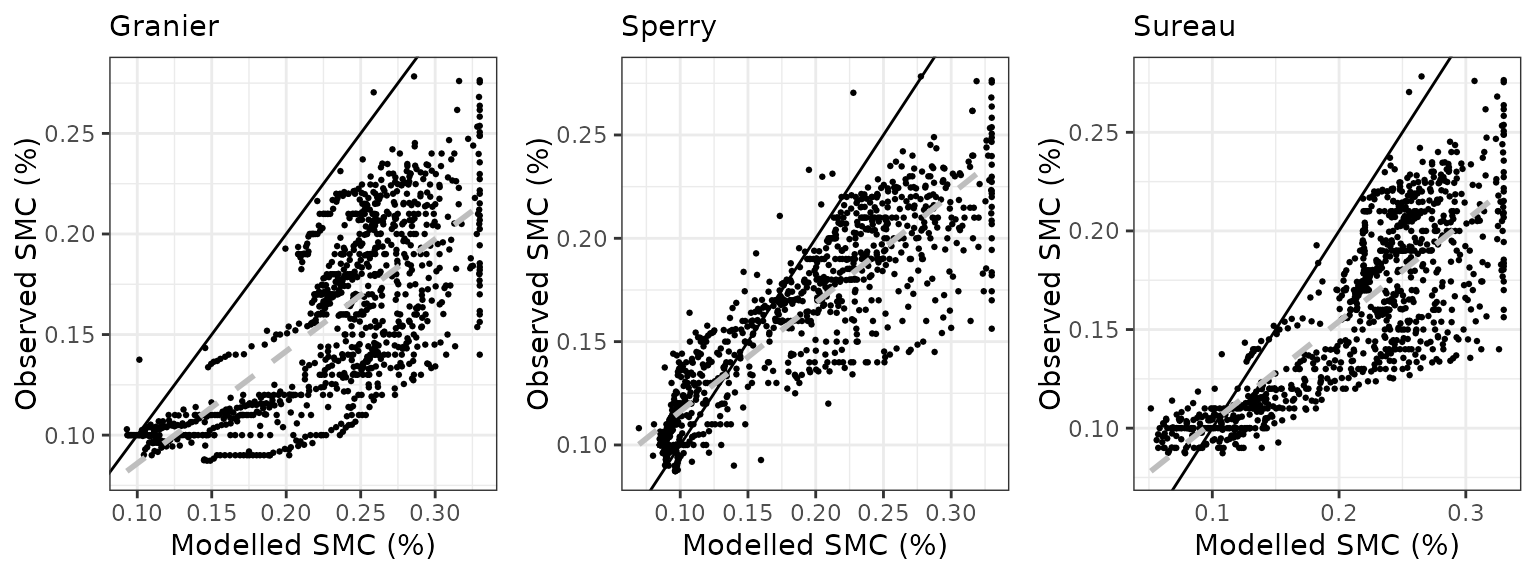 Granier
Observed SMC (%)
0.25
0.20
0.15
0.10
0.10 0.15 0.20 0.25 0.30
Modelled SMC (%)
Sperry
Observed SMC (%)
0.25
0.20
0.15
0.10
0.10 0.15 0.20 0.25 0.30
Modelled SMC (%)
Sureau
Observed SMC (%)
0.25
0.20
0.15
0.10
0.1 0.2 0.3
Modelled SMC (%)